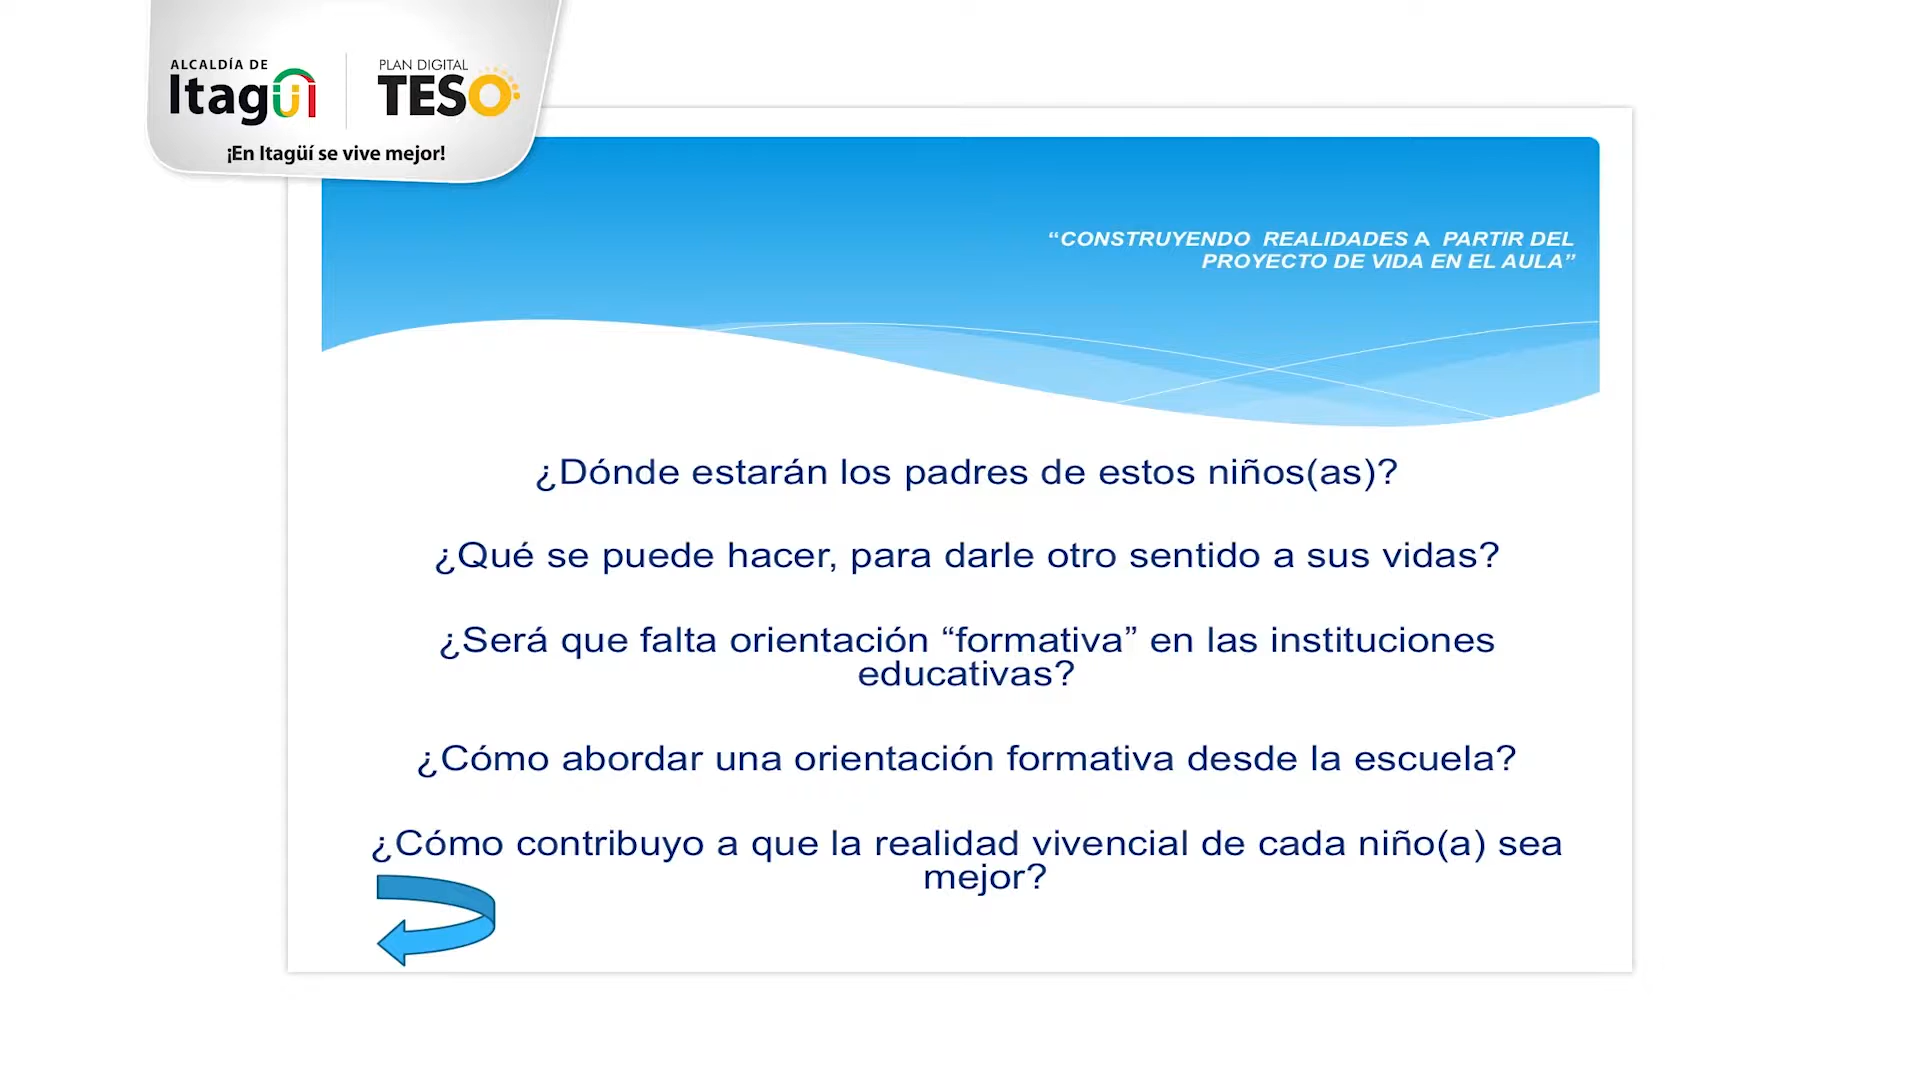 ALCALDÍA DE
Itagüí
PLAN DIGITAL
TESO
¡En Itagüí se vive mejor!
“CONSTRUYENDO REALIDADES A PARTIR DEL
PROYECTO DE VIDA EN EL AULA”
¿Dónde estarán los padres de estos niños(as)?
¿Qué se puede hacer, para darle otro sentido a sus vidas?
¿Será que falta orientación “formativa” en las instituciones
educativas?
¿Cómo abordar una orientación formativa desde la escuela?
¿Cómo contribuyo a que la realidad vivencial de cada niño(a) sea
mejor?